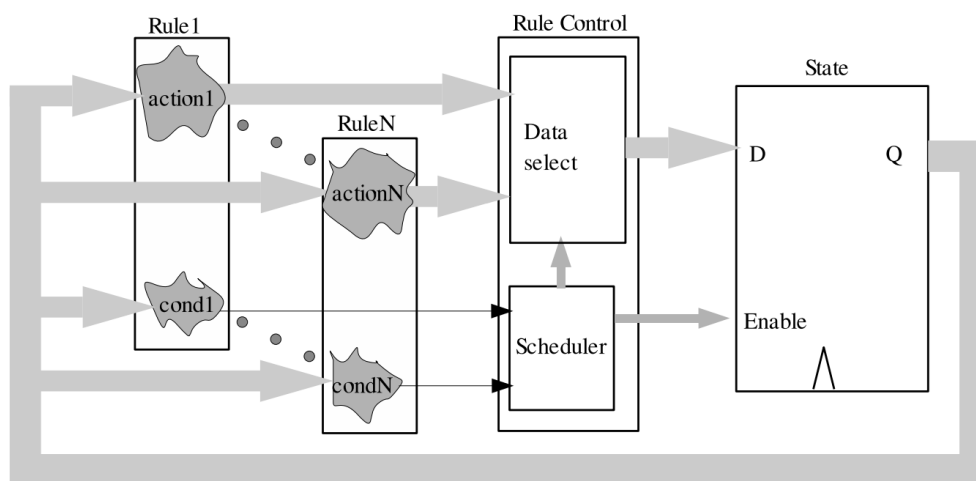 Rule1
Rule Control
State
action1
RuleN
Data
select
D
Q
actionN
cond1
Enable
Scheduler
condN